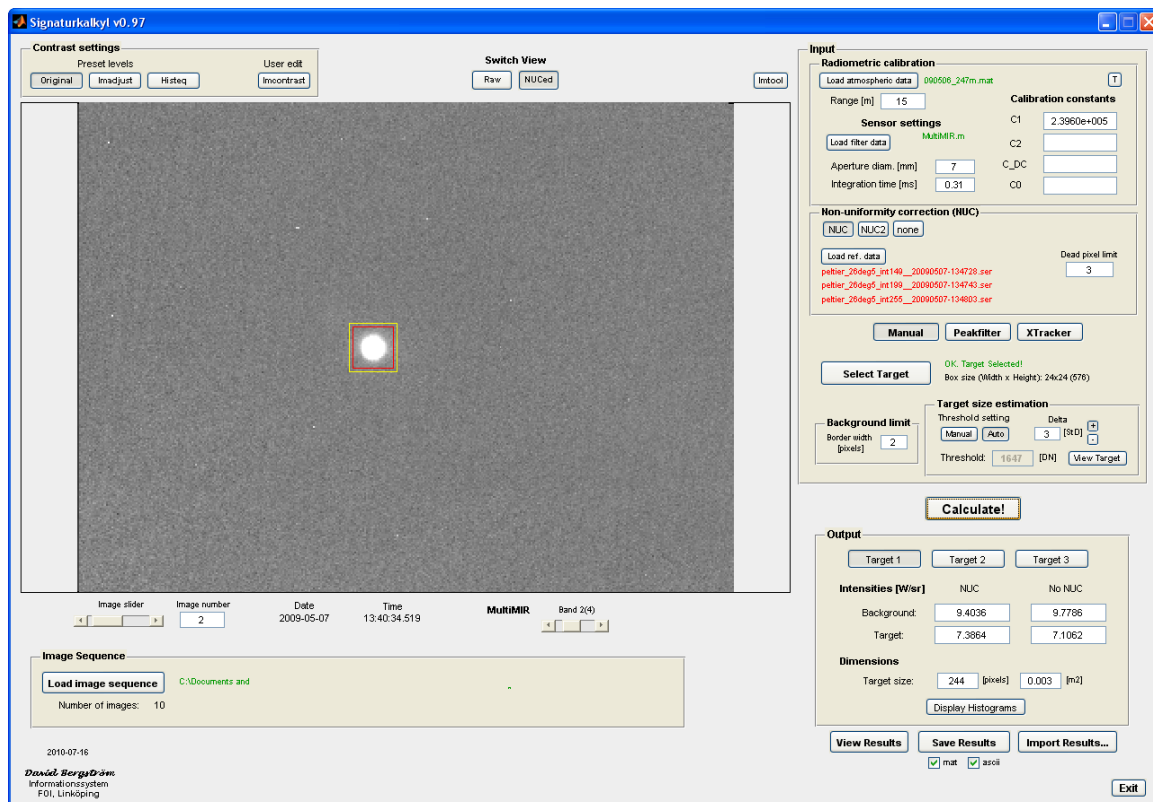 Signaturkalkyl v0.97
Contrast settings
Preset levels
User edit
Original
Imadjust
Histeq
Imcontrast
Switch View
Raw
NUCed
Imtool
Input
Radiometric calibration
Load atmospheric data
090506_247m.mat
T
Range [m]
15
Calibration constants
Sensor settings
MultiMIR.m
Load filter data
Aperture diam. [mm]
7
Integration time [ms]
0.31
C1
2.3960e+005
C2
C_DC
C0
Non-uniformity correction (NUC)
NUC
NUC2
none
Load ref. data
Dead pixel limit
3
peltier_26deg5_int149__20090507-134728.ser
peltier_26deg5_int199__20090507-134743.ser
peltier_26deg5_int255__20090507-134803.ser
Manual
Peakfilter
XTracker
Select Target
OK. Target Selected!
Box size (Width x Height): 24x24 (576)
Background limit
Border width
[pixels]
2
Target size estimation
Threshold setting
Delta
Manual
Auto
3
[StD]
+
-
Threshold:
1647
[DN]
View Target
Calculate!
Output
Target 1
Target 2
Target 3
Intensities [W/sr]
NUC
No NUC
Background:
9.4036
9.7786
Target:
7.3864
7.1062
Dimensions
Target size:
244
[pixels]
0.003
[m2]
Display Histograms
View Results
Save Results
Import Results...
mat
ascii
Exit
Image slider
Image number
2
Date
2009-05-07
Time
13:40:34.519
MultiMIR
Band 2(4)
Image Sequence
Load image sequence
C:\Documents and
Number of images:
10
2010-07-16
David Bergström
Informationssystem
FOI, Linköping